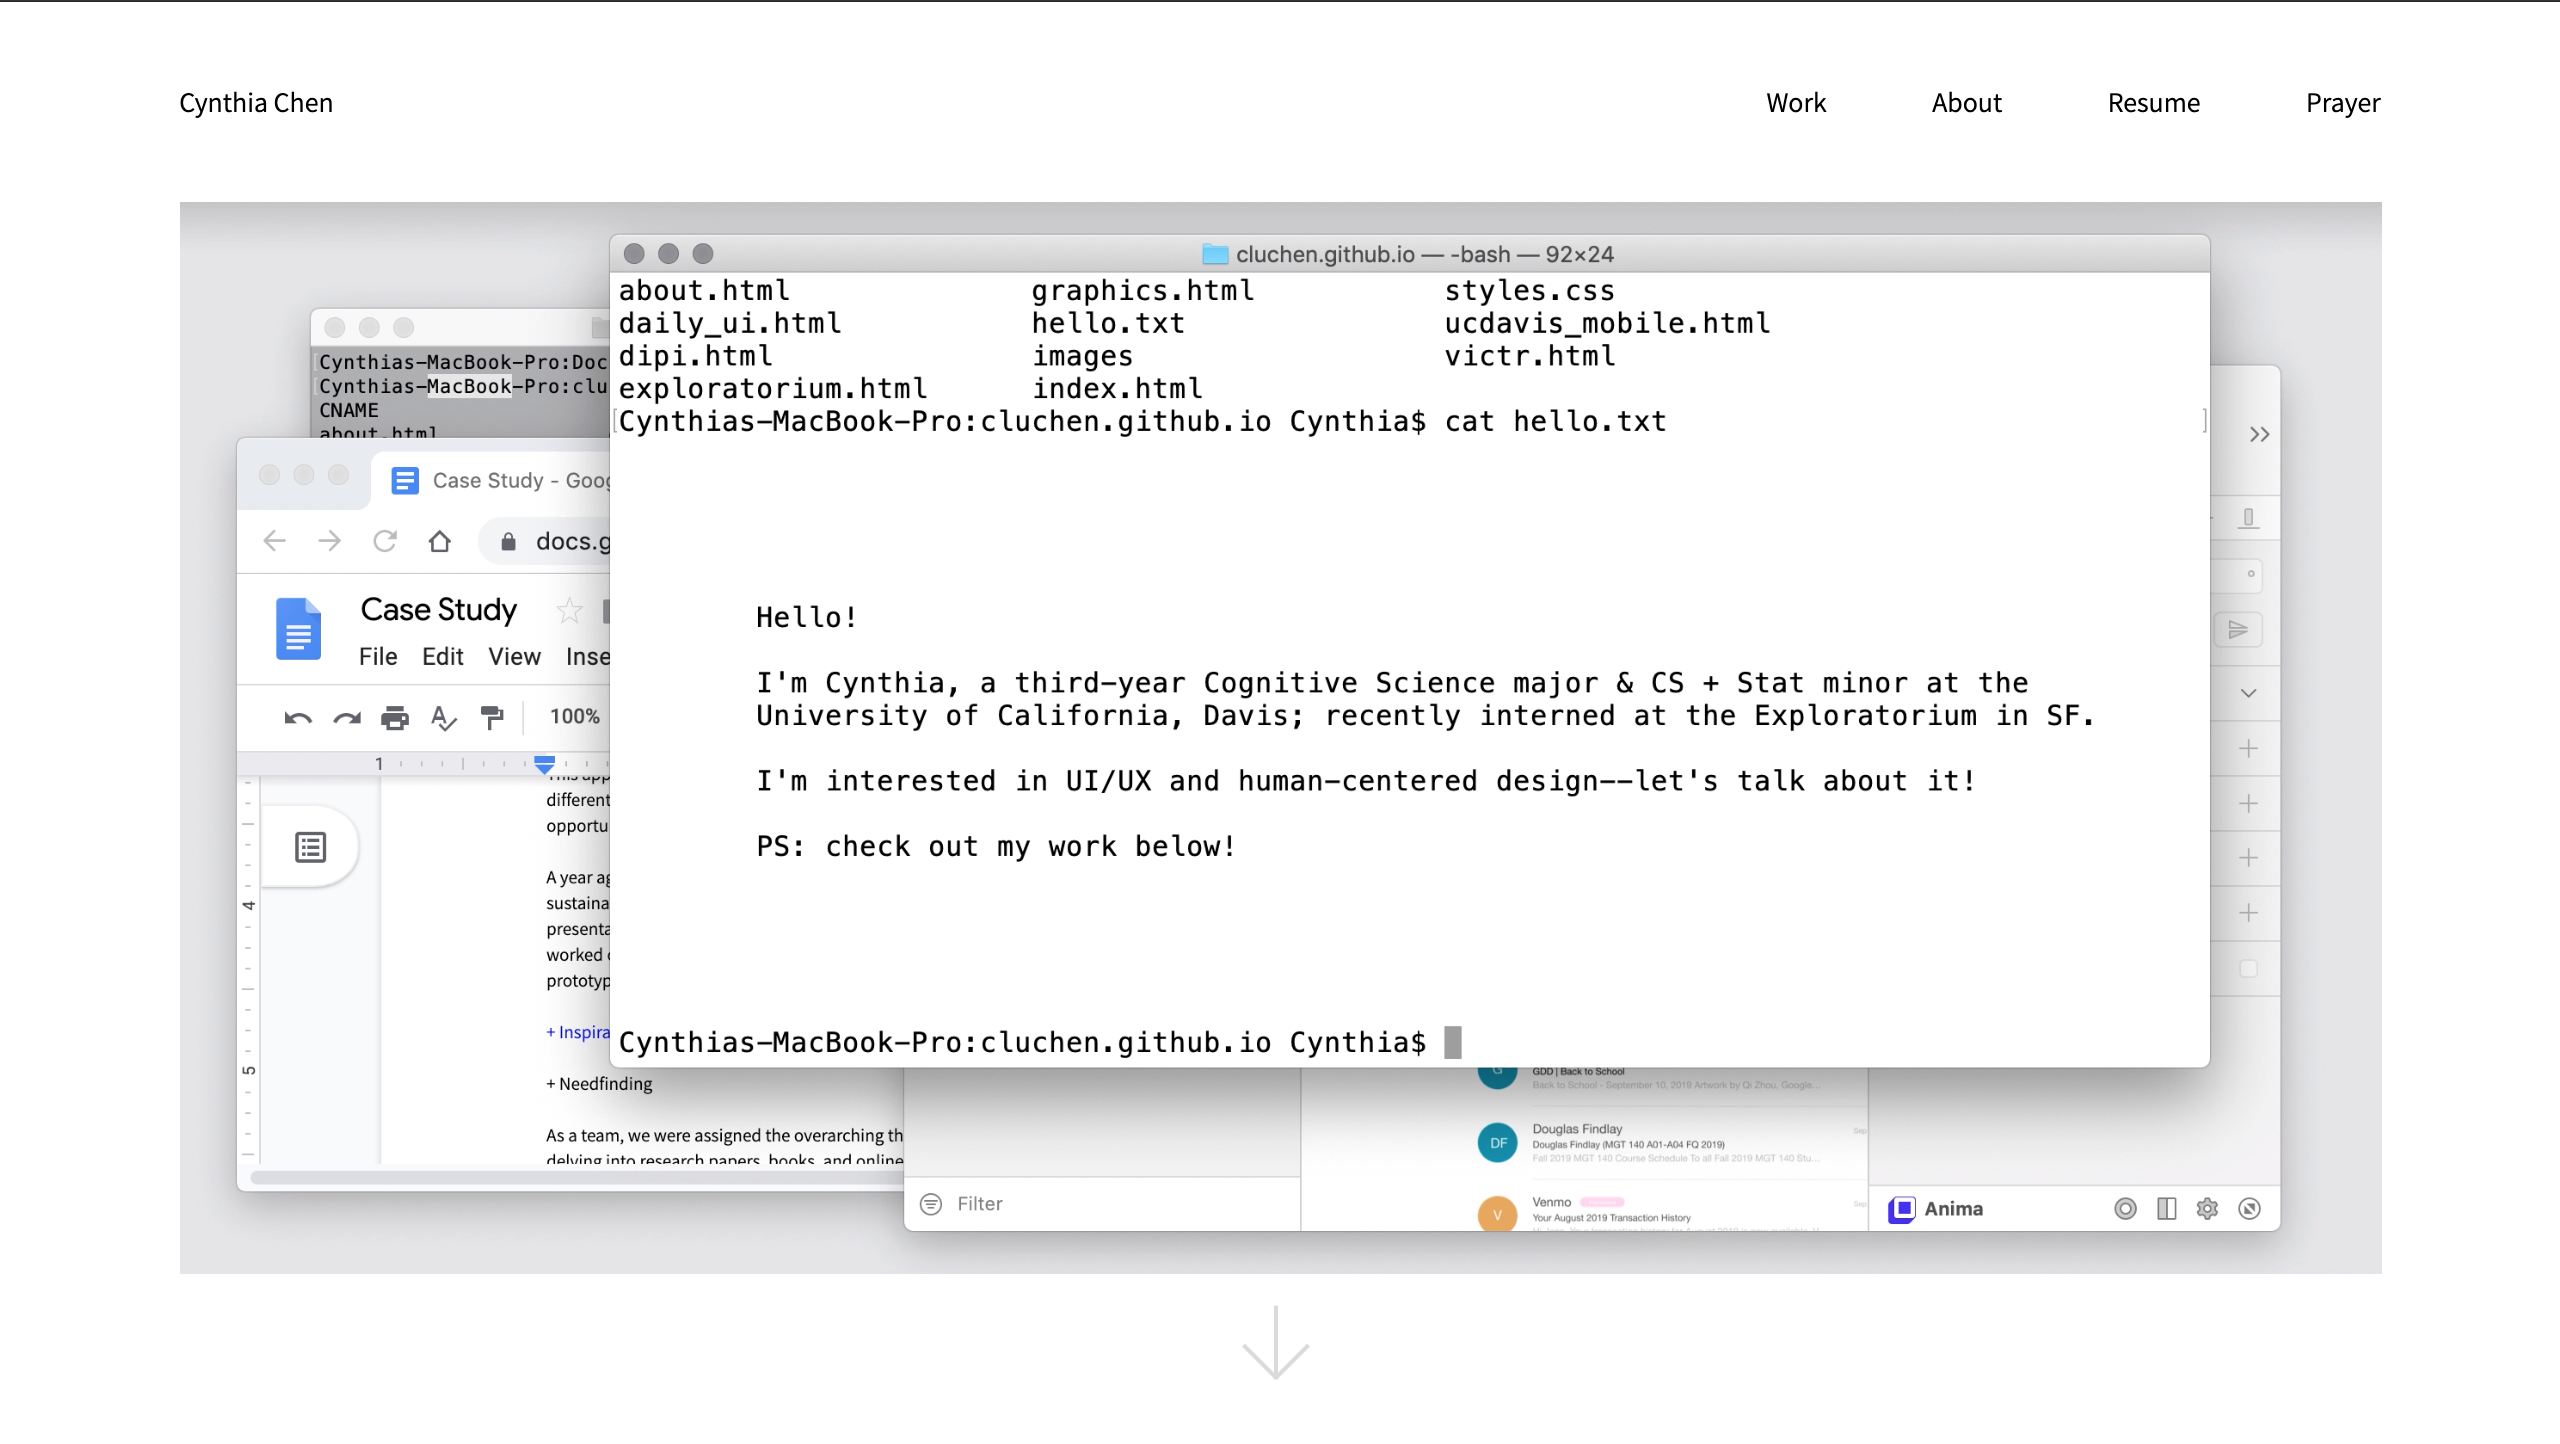 Cynthia Chen
Work
About
Resume
Prayer
cluchen.github.io — -bash — 92×24
about.html graphics.html styles.css
daily_ui.html hello.txt ucdavis_mobile.html
dipi.html images victr.html
exploratorium.html index.html
Cynthias-MacBook-Pro:cluchen.github.io Cynthia$ cat hello.txt
Hello!
I'm Cynthia, a third-year Cognitive Science major & CS + Stat minor at the
University of California, Davis; recently interned at the Exploratorium in SF.
I'm interested in UI/UX and human-centered design--let's talk about it!
PS: check out my work below!
Cynthias-MacBook-Pro:cluchen.github.io Cynthia$
Cynthias-MacBook-Pro:Doc
Cynthias-MacBook-Pro:clu
CNAME
about.html
Case Study - Goog
docs.g
Case Study
File Edit View Inse
100%
1
4
5
different
opportu
A year ag
sustaina
presenta
worked
prototyp
+ Inspira
+ Needfinding
As a team, we were assigned the overarching th
delving into research papers, books, and online
Filter
G
GDD | Back to School
Back to School - September 10, 2019 Artwork by Qi Zhou, Google...
DF
Douglas Findlay
Sep
Douglas Findlay (MGT 140 A01-A04 FQ 2019)
Fall 2019 MGT 140 Course Schedule To all Fall 2019 MGT 140 Stu...
V
Venmo
Sep
Your August 2019 Transaction History
Anima